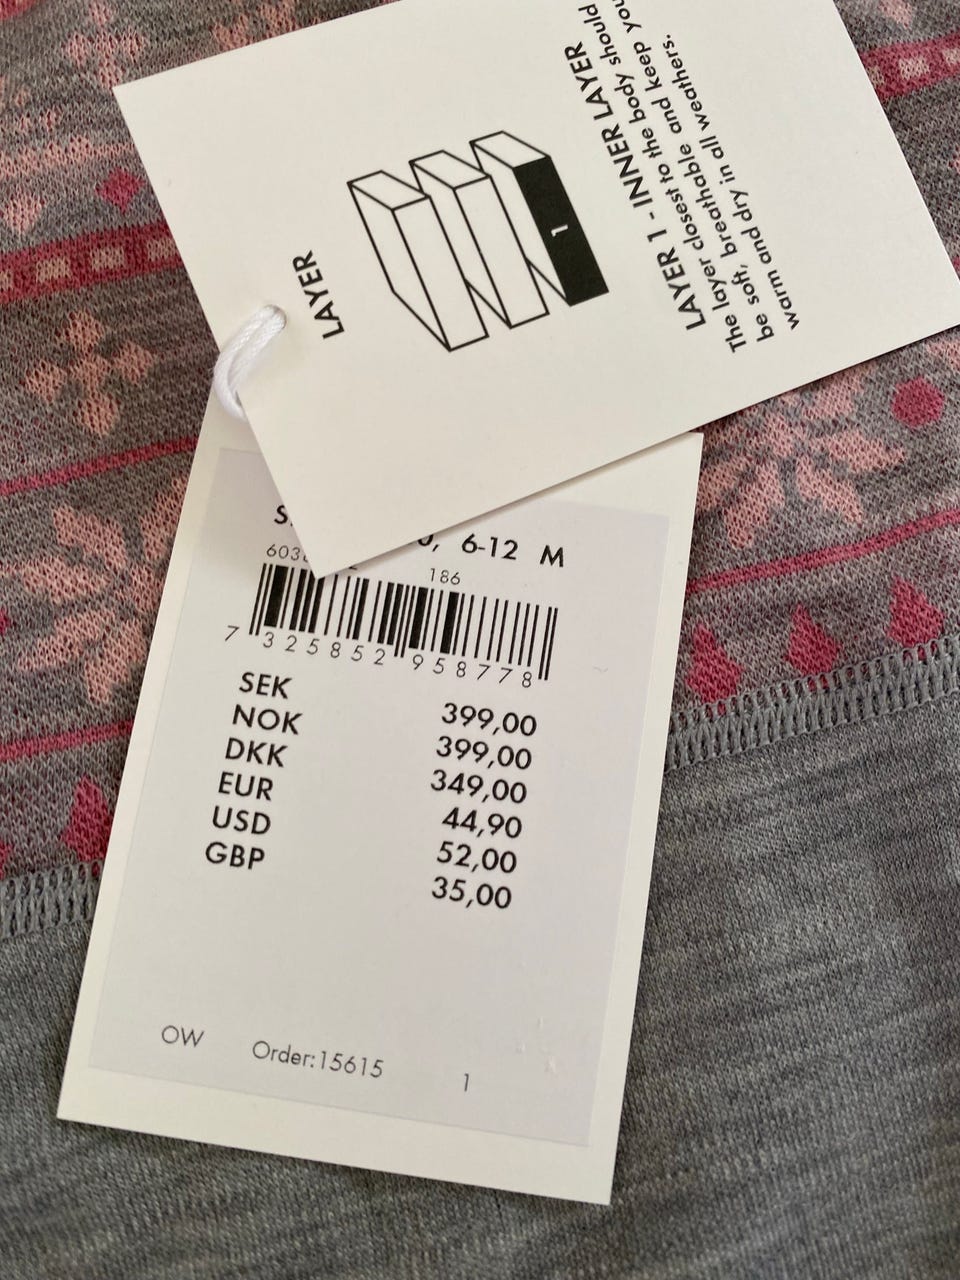 LAYER
1
LAYER 1 - INNER LAYER
The layer closest to the body should
be soft, breathable and keep you
warm and dry in all weathers.
6-12 M
186
7 325852 958778
SEK 399,00
NOK 399,00
DKK 349,00
EUR 44,90
USD 52,00
GBP 35,00
OW Order:15615 1